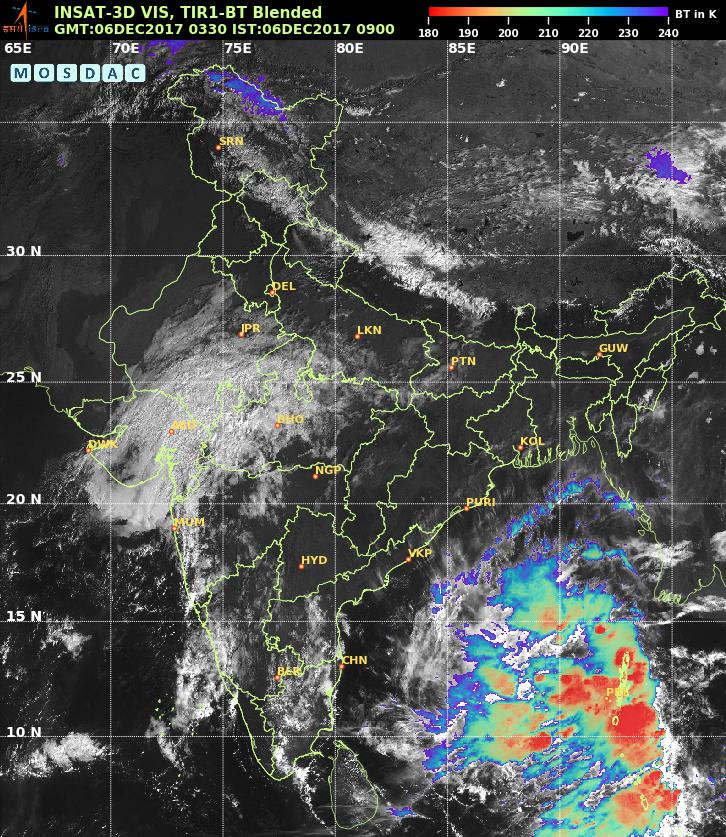 INSAT-3D VIS, TIR1-BT Blended
GMT:06DEC2017 0330 IST:06DEC2017 0900
BT in K
180 190 200 210 220 230 240
65E 70E 75E 80E 85E 90E
MOSDAC
SRN
30 N
DEL
JPR
LKN
GUW
PTN
25 N
BHO
DWK
KOL
NGP
20 N
PURI
MUM
VKP
HYD
15 N
CHN
10 N